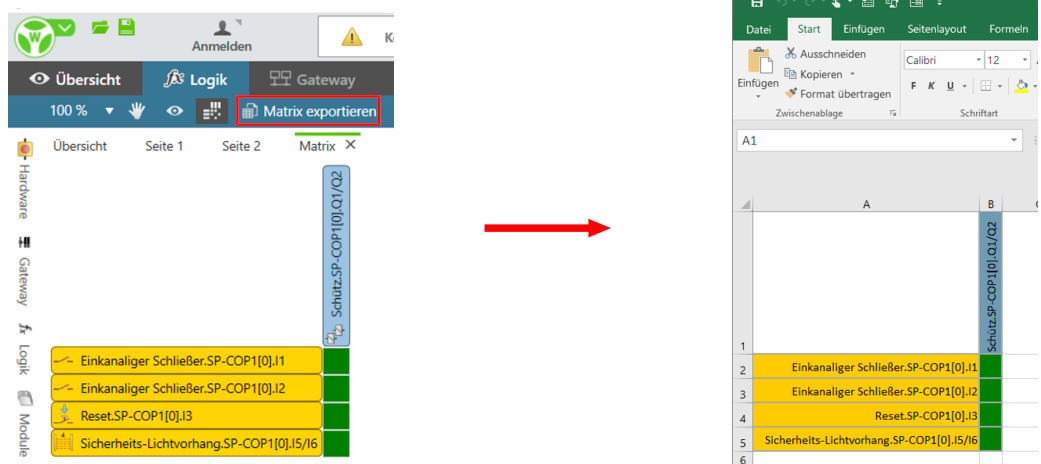 Anmelden
Übersicht
Logik
Gateway
100 %
Matrix exportieren
Übersicht
Seite 1
Seite 2
Matrix
Hardware
Gateway
Logik
Module
Schütz.SP-COP1[0].Q1/Q2
Einkanaliger Schließer.SP-COP1[0].I1
Einkanaliger Schließer.SP-COP1[0].I2
Reset.SP-COP1[0].I3
Sicherheits-Lichtvorhang.SP-COP1[0].I5/I6
Datei
Start
Einfügen
Seitenlayout
Formeln
Einfügen
Ausschneiden
Kopieren
Format übertragen
Zwischenablage
Calibri
12
F K U
Schriftart
A1
A
B
1
Schütz.SP-COP1[0].Q1/Q2
2 Einkanaliger Schließer.SP-COP1[0].I1
3 Einkanaliger Schließer.SP-COP1[0].I2
4 Reset.SP-COP1[0].I3
5 Sicherheits-Lichtvorhang.SP-COP1[0].I5/I6
6